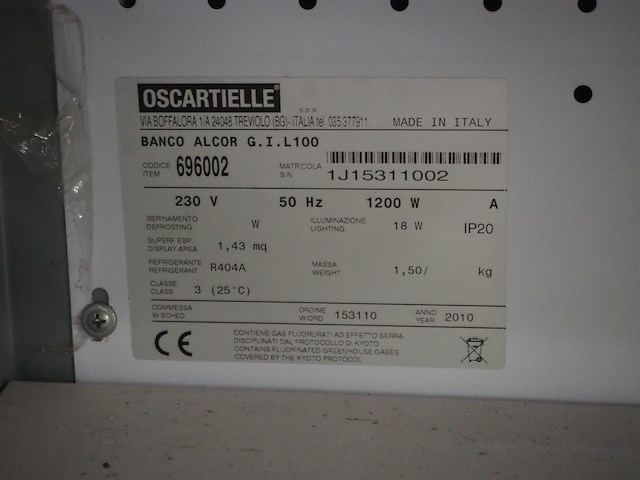 OSCARTIELLE S.p.A.
VIA BOFFALORA 1/A 24048 TREVIOLO (BG)- ITALIA tel 035/377911 MADE IN ITALY
BANCO ALCOR G.I.L100
CODICE ITEM 696002 MATRICOLA S.N 1J15311002
230 V 50 Hz 1200 W A
SERINAMENTO DEFROSTING W ILLUMINAZIONE LIGHTING 18 W IP20
SUPERF ESP. DISPLAY AREA 1,43 mq
REFRIGERANTE REFRIGERANT R404A MASSA WEIGHT 1,50/ kg
CLASSE CLASS 3 (25°C)
COMMESSA W.SCHED ORDINE W.ORD 153110 ANNO YEAR 2010
CE
CONTIENE GAS FLUORURATI AD EFFETTO SERRA
DISCIPLINATI DAL PROTOCOLLO DI KYOTO
CONTAINS FLUORINATED GREENHOUSE GASES
COVERED BY THE KYOTO PROTOCOL